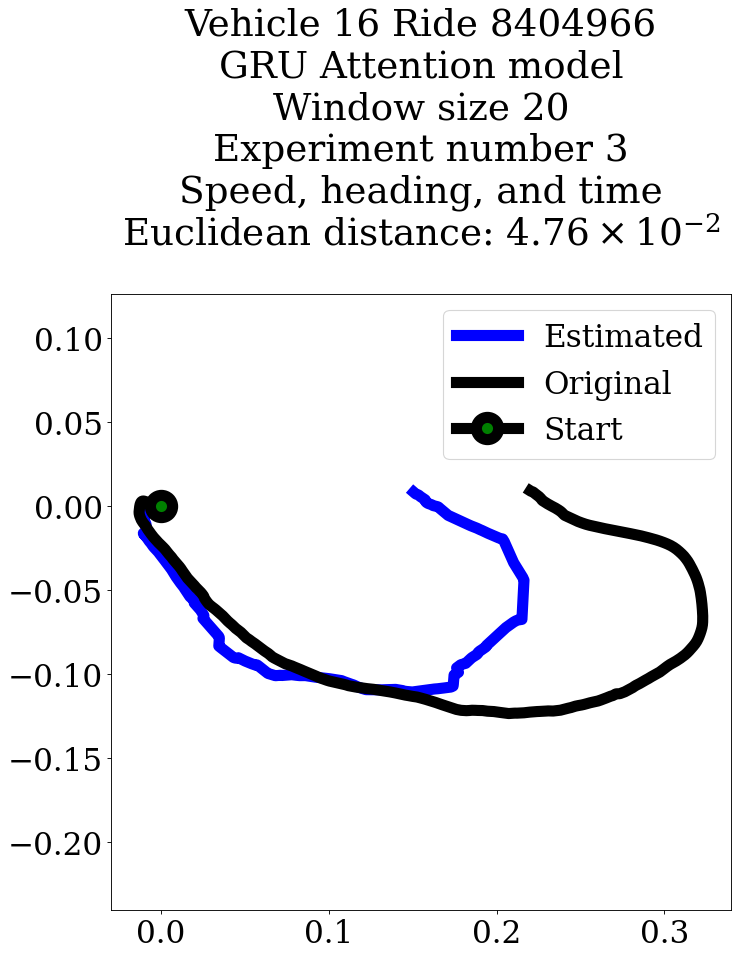 Vehicle 16 Ride 8404966
GRU Attention model
Window size 20
Experiment number 3
Speed, heading, and time
Euclidean distance: 4.76 × 10⁻²
Estimated
Original
Start
0.10
0.05
0.00
−0.05
−0.10
−0.15
−0.20
0.0 0.1 0.2 0.3